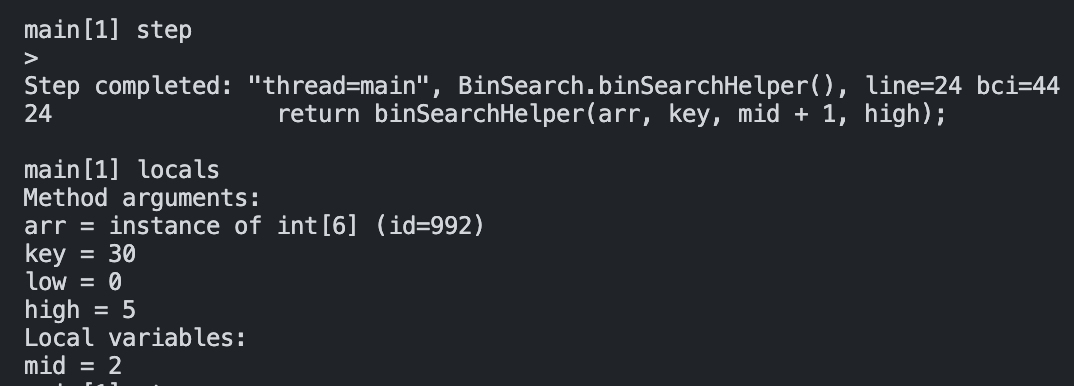 main[1] step
>
Step completed: "thread=main", BinSearch.binSearchHelper(), line=24 bci=44
24                return binSearchHelper(arr, key, mid + 1, high);
main[1] locals
Method arguments:
arr = instance of int[6] (id=992)
key = 30
low = 0
high = 5
Local variables:
mid = 2